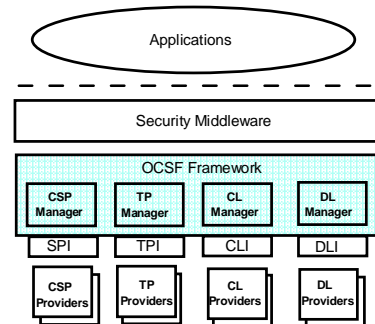 Applications
Security Middleware
OCSF Framework
CSP TP CL DL
Manager Manager Manager Manager
SPI TPI CLI DLI
CSP TP CL DL
Providers Providers Providers Providers